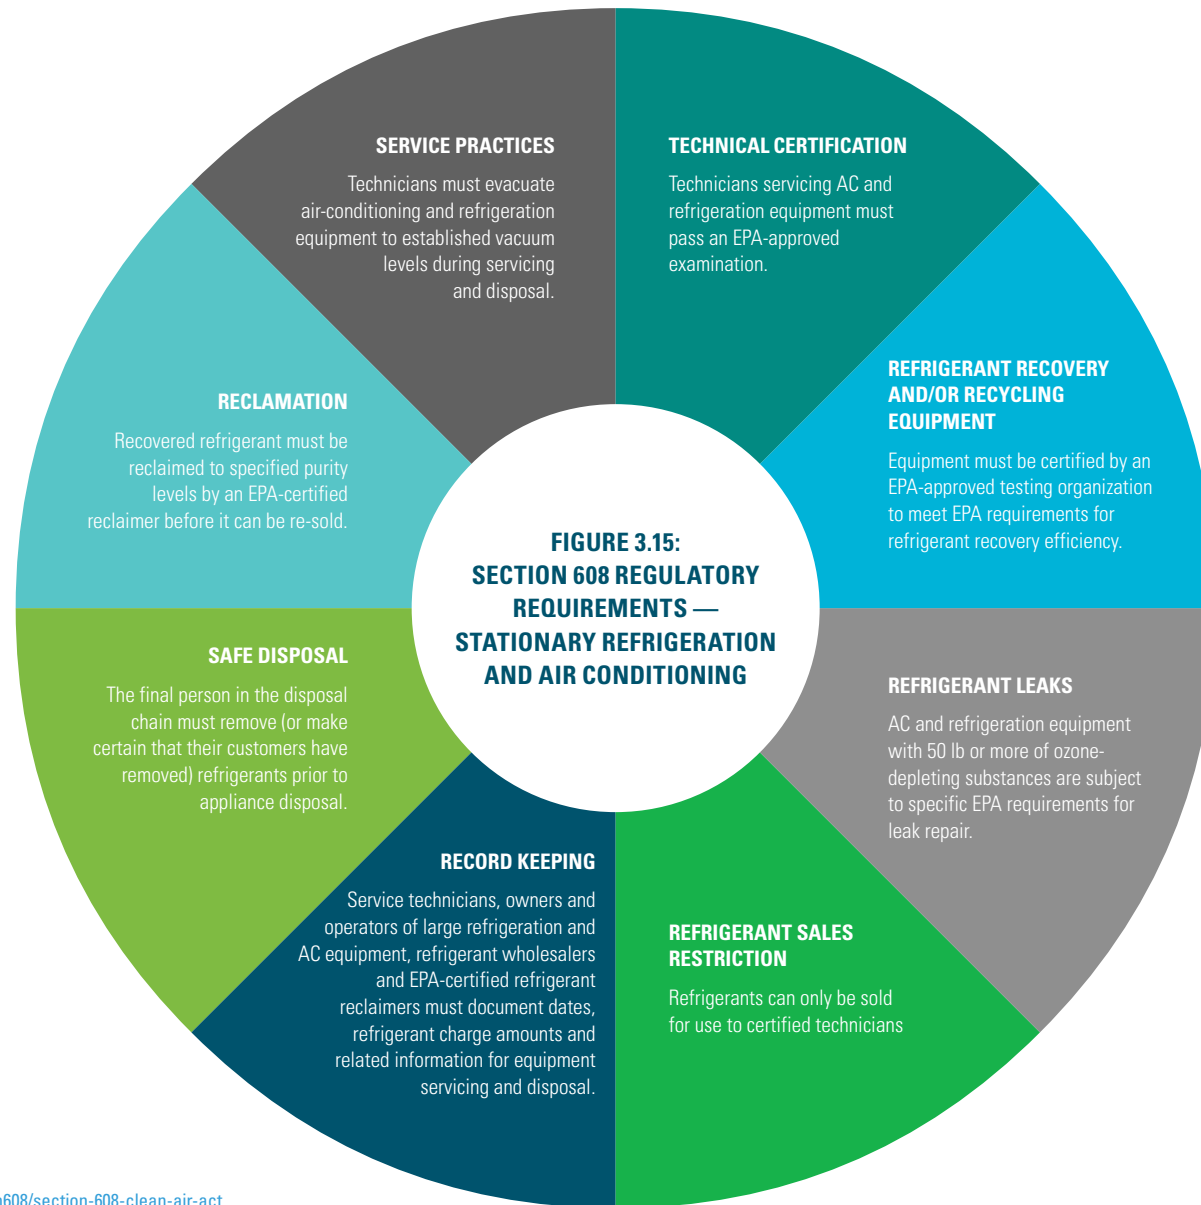 SERVICE PRACTICES
Technicians must evacuate
air-conditioning and refrigeration
equipment to established vacuum
levels during servicing
and disposal.
TECHNICAL CERTIFICATION
Technicians servicing AC and
refrigeration equipment must
pass an EPA-approved
examination.
REFRIGERANT RECOVERY
AND/OR RECYCLING
EQUIPMENT
Equipment must be certified by an
EPA-approved testing organization
to meet EPA requirements for
refrigerant recovery efficiency.
RECLAMATION
Recovered refrigerant must be
reclaimed to specified purity
levels by an EPA-certified
reclaimer before it can be re-sold.
FIGURE 3.15:
SECTION 608 REGULATORY
REQUIREMENTS —
STATIONARY REFRIGERATION
AND AIR CONDITIONING
SAFE DISPOSAL
The final person in the disposal
chain must remove (or make
certain that their customers have
removed) refrigerants prior to
appliance disposal.
REFRIGERANT LEAKS
AC and refrigeration equipment
with 50 lb or more of ozone-
depleting substances are subject
to specific EPA requirements for
leak repair.
RECORD KEEPING
Service technicians, owners and
operators of large refrigeration and
AC equipment, refrigerant wholesalers
and EPA-certified refrigerant
reclaimers must document dates,
refrigerant charge amounts and
related information for equipment
servicing and disposal.
REFRIGERANT SALES
RESTRICTION
Refrigerants can only be sold
for use to certified technicians
608/section-608-clean-air-act